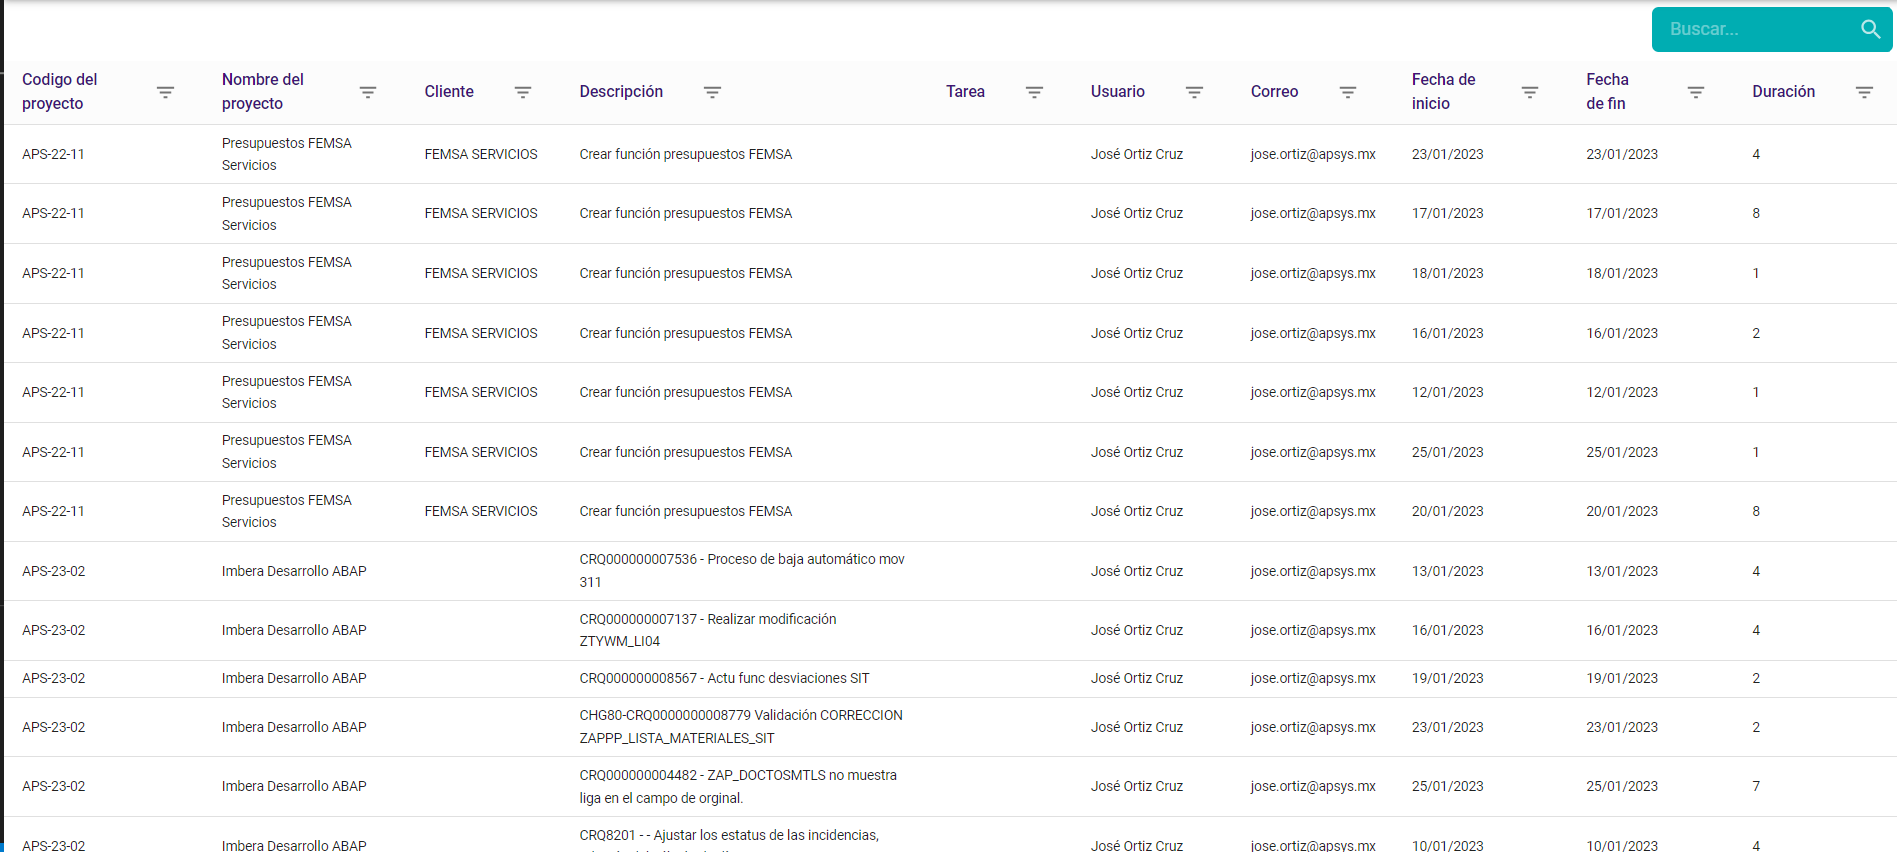 Buscar...
Codigo del proyecto Nombre del proyecto Cliente Descripción Tarea Usuario Correo Fecha de inicio Fecha de fin Duración
APS-22-11 Presupuestos FEMSA Servicios FEMSA SERVICIOS Crear función presupuestos FEMSA José Ortiz Cruz jose.ortiz@apsys.mx 23/01/2023 23/01/2023 4
APS-22-11 Presupuestos FEMSA Servicios FEMSA SERVICIOS Crear función presupuestos FEMSA José Ortiz Cruz jose.ortiz@apsys.mx 17/01/2023 17/01/2023 8
APS-22-11 Presupuestos FEMSA Servicios FEMSA SERVICIOS Crear función presupuestos FEMSA José Ortiz Cruz jose.ortiz@apsys.mx 18/01/2023 18/01/2023 1
APS-22-11 Presupuestos FEMSA Servicios FEMSA SERVICIOS Crear función presupuestos FEMSA José Ortiz Cruz jose.ortiz@apsys.mx 16/01/2023 16/01/2023 2
APS-22-11 Presupuestos FEMSA Servicios FEMSA SERVICIOS Crear función presupuestos FEMSA José Ortiz Cruz jose.ortiz@apsys.mx 12/01/2023 12/01/2023 1
APS-22-11 Presupuestos FEMSA Servicios FEMSA SERVICIOS Crear función presupuestos FEMSA José Ortiz Cruz jose.ortiz@apsys.mx 25/01/2023 25/01/2023 1
APS-22-11 Presupuestos FEMSA Servicios FEMSA SERVICIOS Crear función presupuestos FEMSA José Ortiz Cruz jose.ortiz@apsys.mx 20/01/2023 20/01/2023 8
APS-23-02 Imbera Desarrollo ABAP CRQ000000007536 - Proceso de baja automático mov 311 José Ortiz Cruz jose.ortiz@apsys.mx 13/01/2023 13/01/2023 4
APS-23-02 Imbera Desarrollo ABAP CRQ000000007137 - Realizar modificación ZTYWM_LI04 José Ortiz Cruz jose.ortiz@apsys.mx 16/01/2023 16/01/2023 4
APS-23-02 Imbera Desarrollo ABAP CRQ000000008567 - Actu func desviaciones SIT José Ortiz Cruz jose.ortiz@apsys.mx 19/01/2023 19/01/2023 2
APS-23-02 Imbera Desarrollo ABAP CHG80-CRQ0000000008779 Validación CORRECCION ZAPPP_LISTA_MATERIALES_SIT José Ortiz Cruz jose.ortiz@apsys.mx 23/01/2023 23/01/2023 2
APS-23-02 Imbera Desarrollo ABAP CRQ000000004482 - ZAP_DOCTOSMTLS no muestra liga en el campo de orginal. José Ortiz Cruz jose.ortiz@apsys.mx 25/01/2023 25/01/2023 7
APS-23-02 Imbera Desarrollo ABAP CRQ8201 - - Ajustar los estatus de las incidencias, José Ortiz Cruz jose.ortiz@apsys.mx 10/01/2023 10/01/2023 4